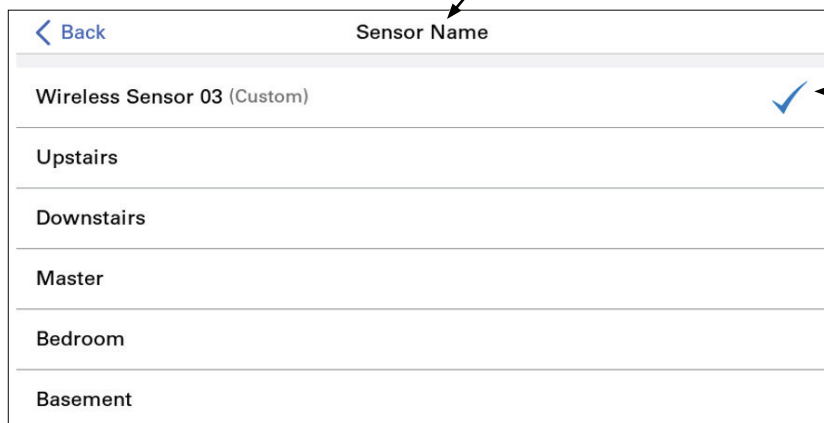 Back Sensor Name
Wireless Sensor 03 (Custom)
Upstairs
Downstairs
Master
Bedroom
Basement